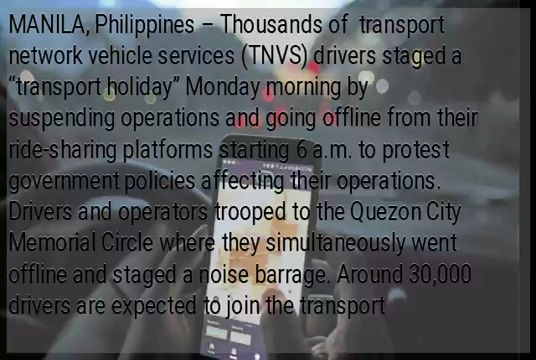 MANILA, Philippines – Thousands of transport
network vehicle services (TNVS) drivers staged a
“transport holiday” Monday morning by
suspending operations and going offline from their
ride-sharing platforms starting 6 a.m. to protest
government policies affecting their operations.
Drivers and operators trooped to the Quezon City
Memorial Circle where they simultaneously went
offline and staged a noise barrage. Around 30,000
drivers are expected to join the transport